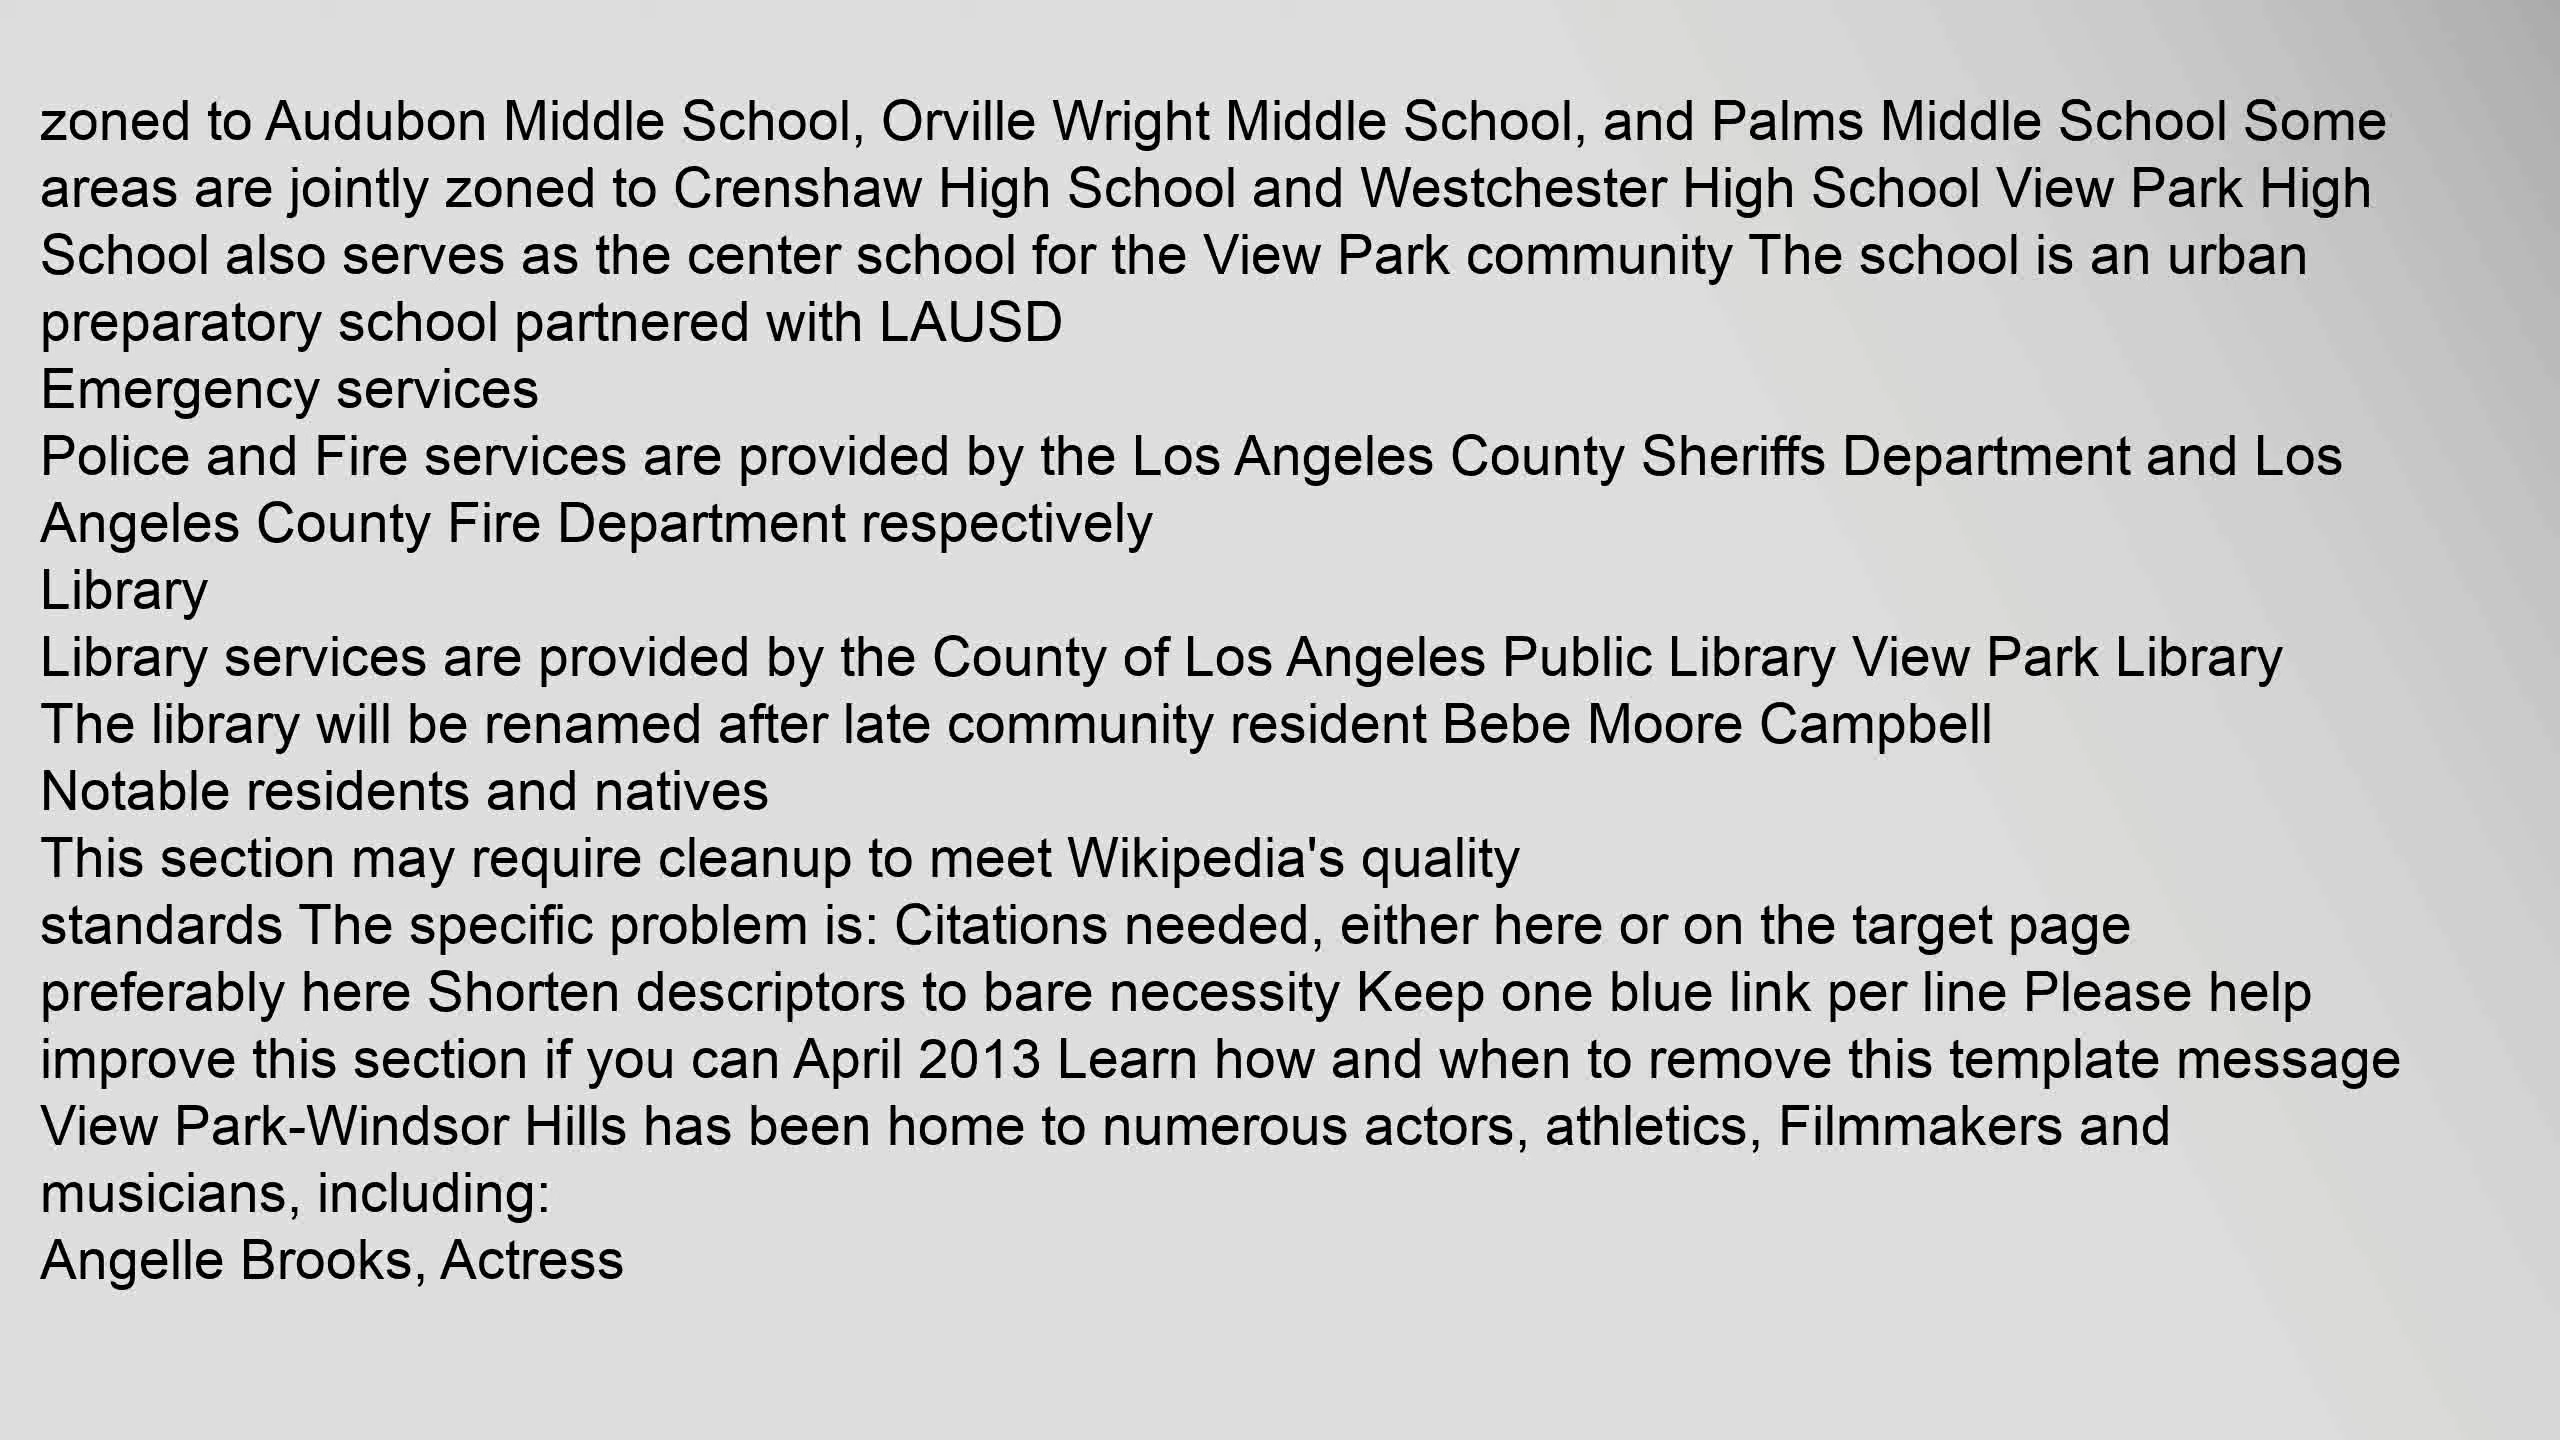 zoned to Audubon Middle School, Orville Wright Middle School, and Palms Middle School Some
areas are jointly zoned to Crenshaw High School and Westchester High School View Park High
School also serves as the center school for the View Park community The school is an urban
preparatory school partnered with LAUSD
Emergency services
Police and Fire services are provided by the Los Angeles County Sheriffs Department and Los
Angeles County Fire Department respectively
Library
Library services are provided by the County of Los Angeles Public Library View Park Library
The library will be renamed after late community resident Bebe Moore Campbell
Notable residents and natives
This section may require cleanup to meet Wikipedia's quality
standards The specific problem is: Citations needed, either here or on the target page
preferably here Shorten descriptors to bare necessity Keep one blue link per line Please help
improve this section if you can April 2013 Learn how and when to remove this template message
View Park-Windsor Hills has been home to numerous actors, athletics, Filmmakers and
musicians, including:
Angelle Brooks, Actress